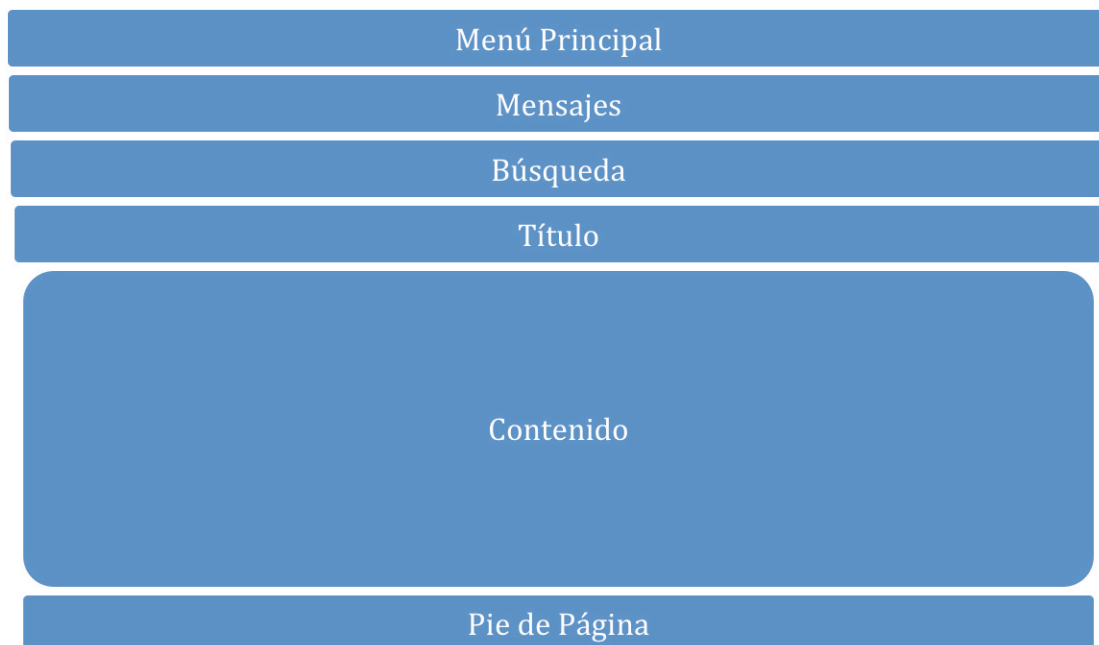 Menú Principal
Mensajes
Búsqueda
Título
Contenido
Pie de Página